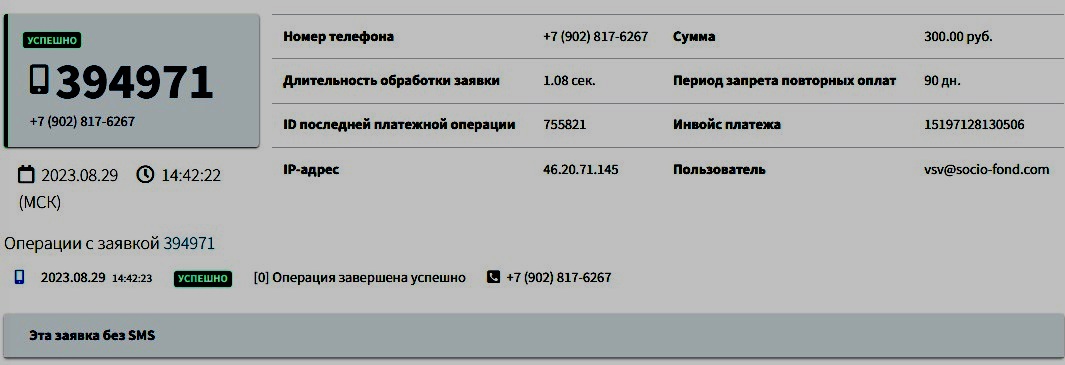 УСПЕШНО
394971
+7 (902) 817-6267
2023.08.29 14:42:22
(МСК)
Номер телефона +7 (902) 817-6267 Сумма 300.00 руб.
Длительность обработки заявки 1.08 сек. Период запрета повторных оплат 90 дн.
ID последней платежной операции 755821 Инвойс платежа 15197128130506
IP-адрес 46.20.71.145 Пользователь vsv@socio-fond.com
Операции с заявкой 394971
2023.08.29 14:42:23 УСПЕШНО [0] Операция завершена успешно +7 (902) 817-6267
Эта заявка без SMS